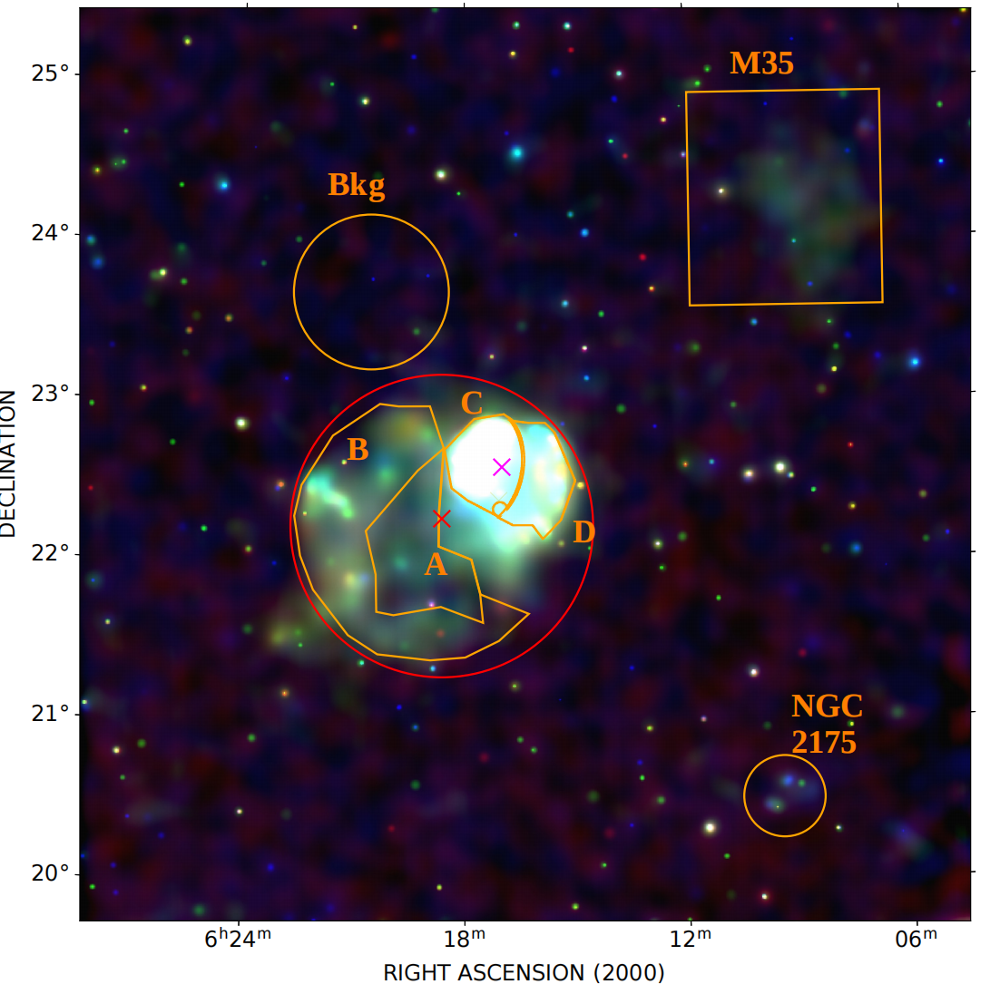 25°
M35
Bkg
24°
23°
C
B
22°
D
A
21°
NGC
2175
20°
DECLINATION
6ʰ24ᵐ
18ᵐ
12ᵐ
06ᵐ
RIGHT ASCENSION (2000)